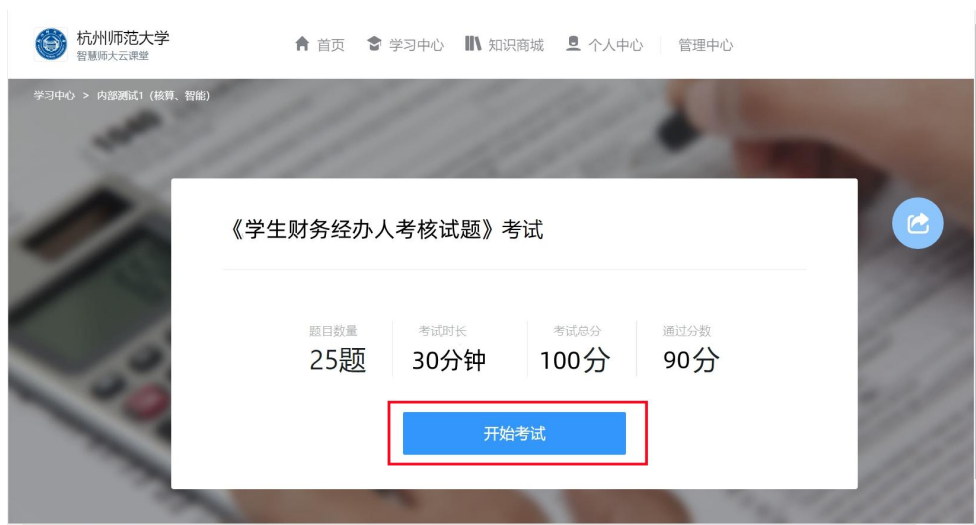 杭州师范大学
智慧师大云课堂
首页 学习中心 知识商城 个人中心 管理中心
学习中心 > 内部测试1（核算、智能）
1040
《学生财务经办人考核试题》考试
题目数量 考试时长 考试总分 通过分数
25题 30分钟 100分 90分
开始考试